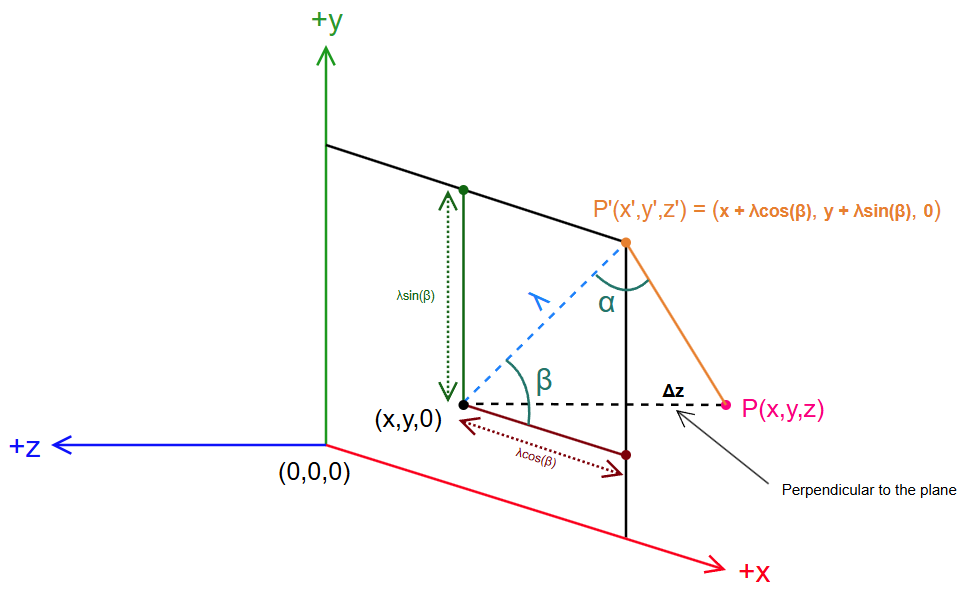 +y
P'(x',y',z') = (x + λcos(β), y + λsin(β), 0)
λsin(β)
λ
α
β
Δz
(x,y,0)
P(x,y,z)
+z
λcos(β)
(0,0,0)
Perpendicular to the plane
+x